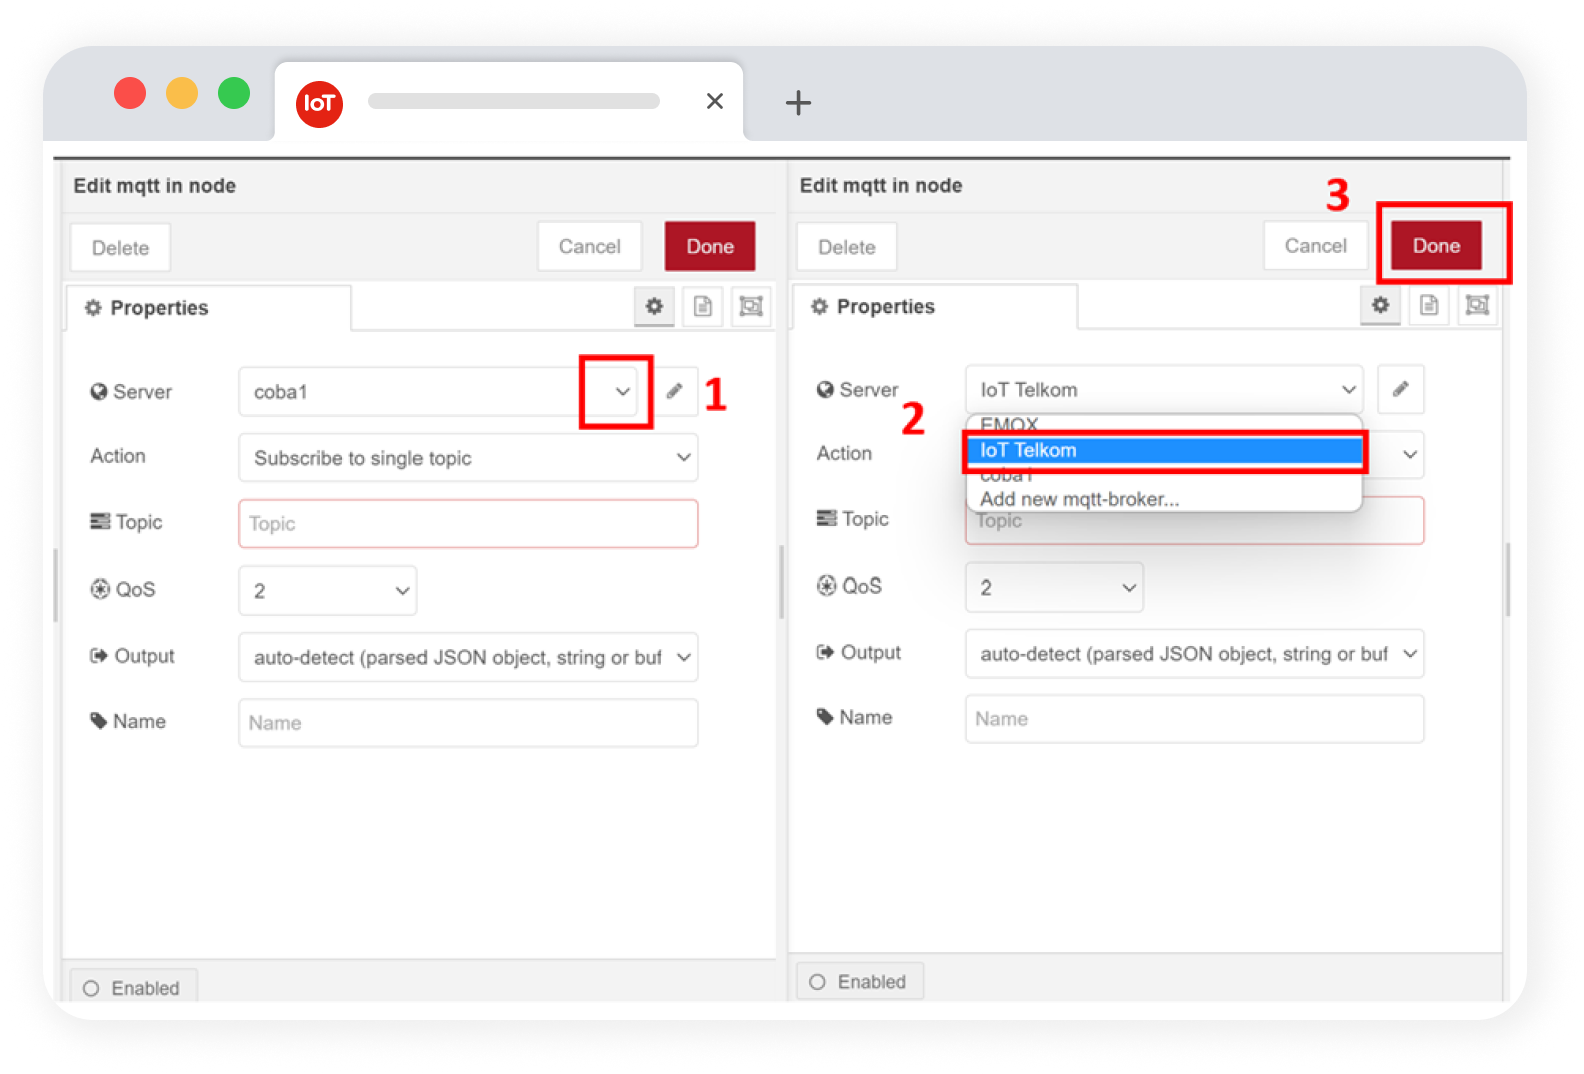 IoT
Edit mqtt in node
Delete
Cancel
Done
Properties
Server
coba1
1
Action
Subscribe to single topic
Topic
Topic
QoS
2
Output
auto-detect (parsed JSON object, string or buf
Name
Name
Enabled
Edit mqtt in node
3
Delete
Cancel
Done
Properties
Server
IoT Telkom
2
EMQX
IoT Telkom
coba1
Add new mqtt-broker...
Action
Topic
Topic
QoS
2
Output
auto-detect (parsed JSON object, string or buf
Name
Name
Enabled